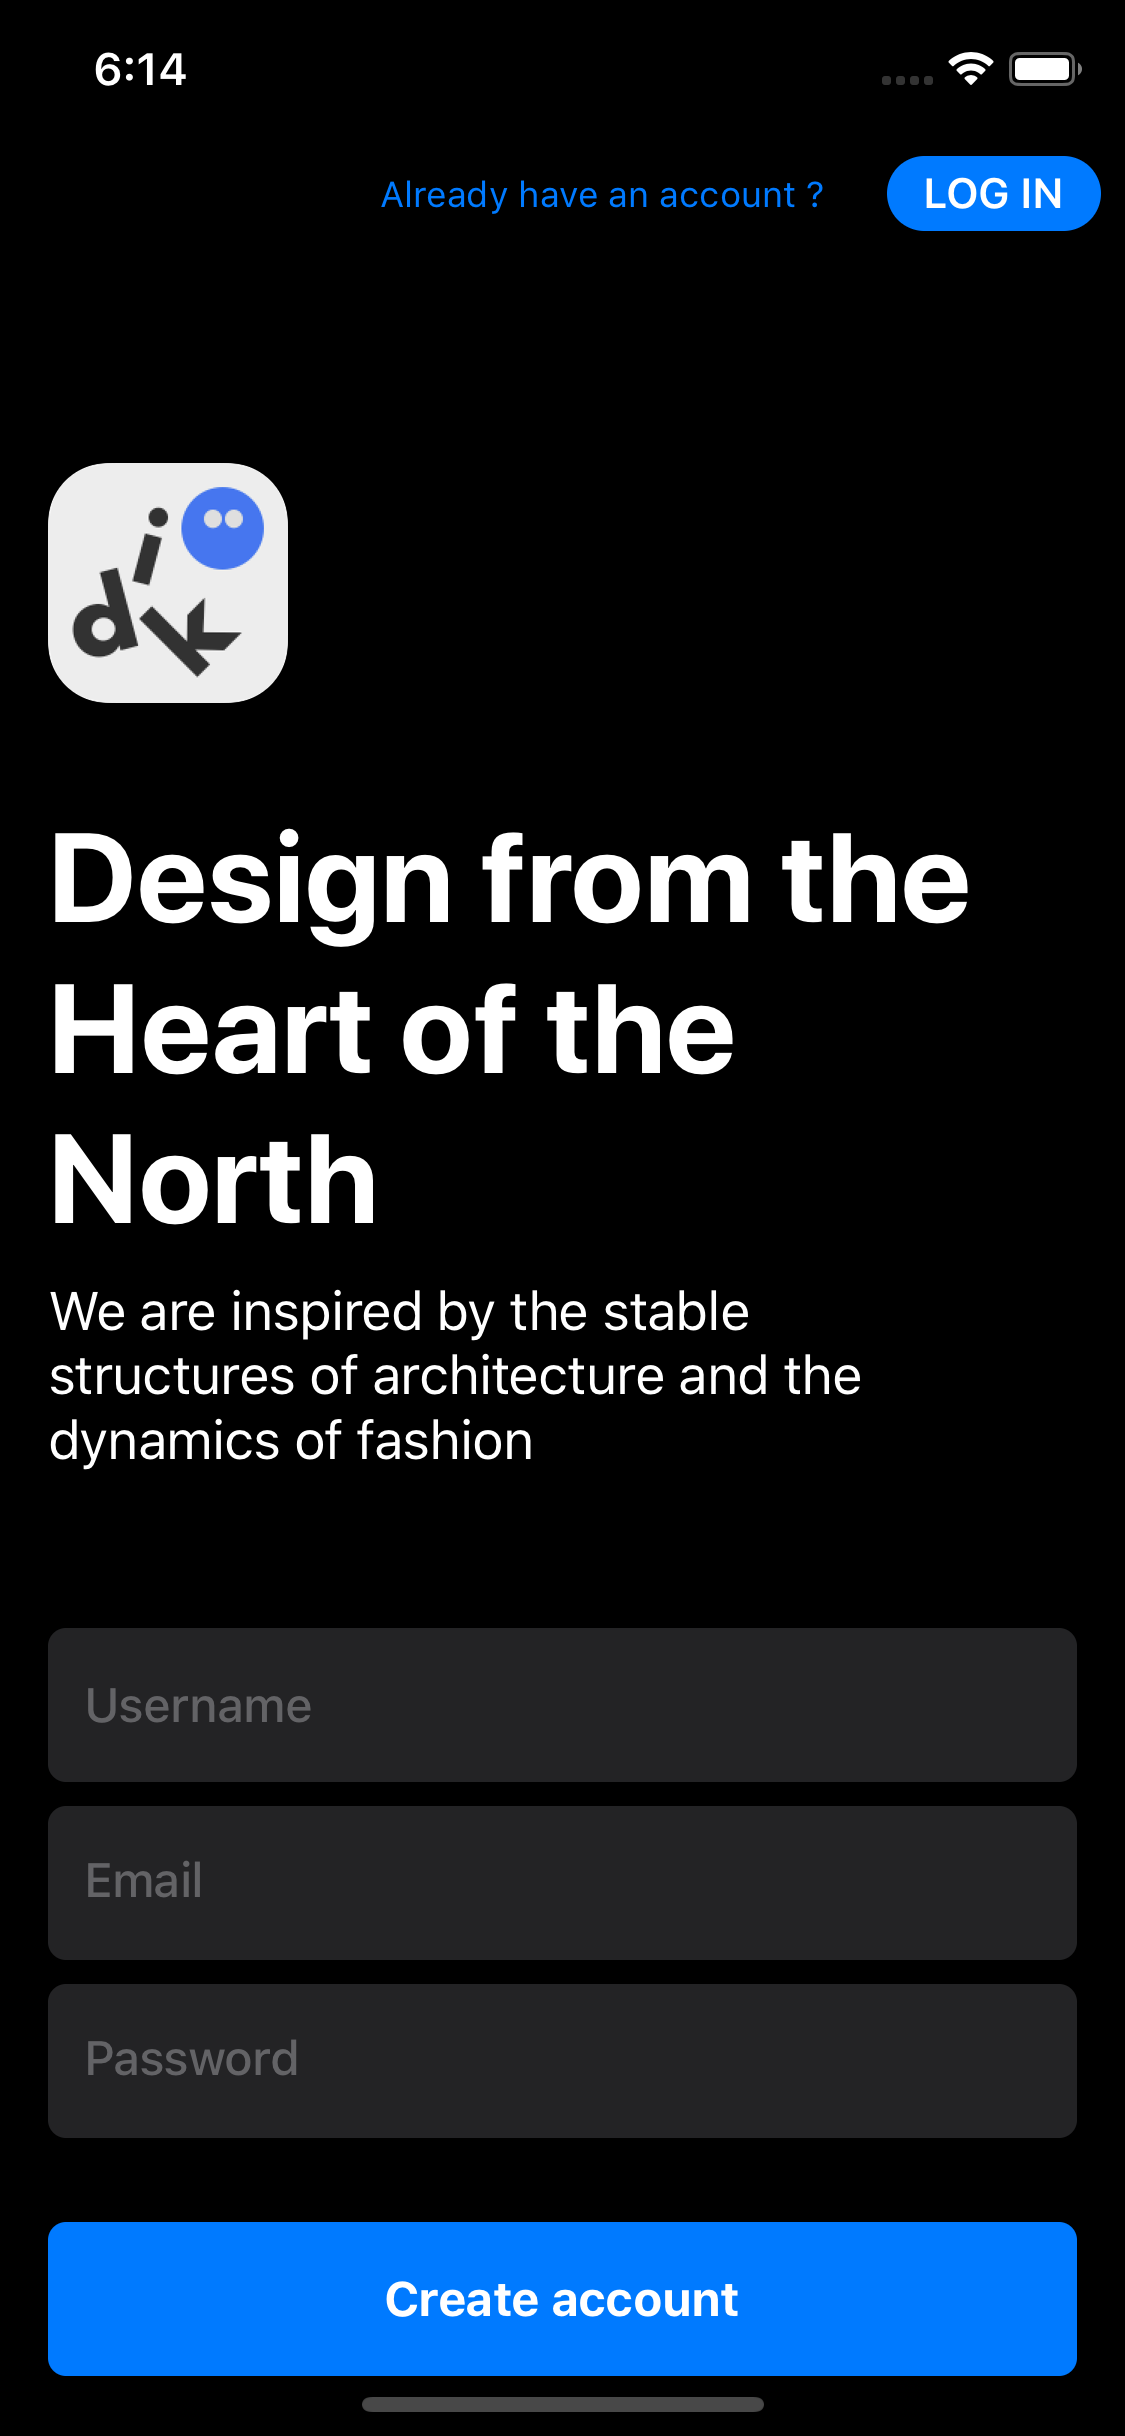 6:14
Already have an account ?
LOG IN
dik
Design from the
Heart of the
North
We are inspired by the stable
structures of architecture and the
dynamics of fashion
Username
Email
Password
Create account